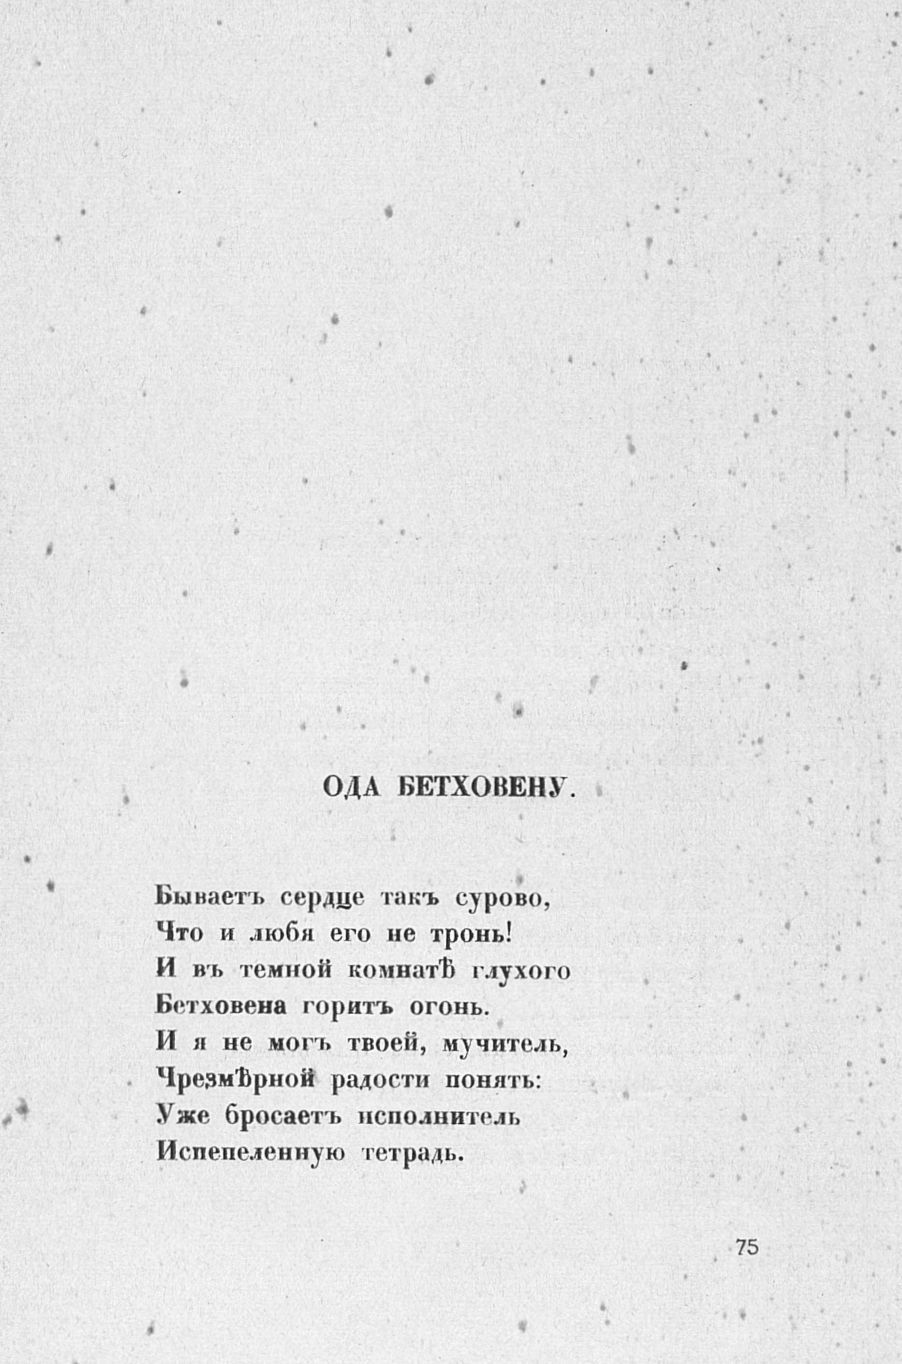 ОДА БЕТХОВЕНУ.
Бываетъ сердце такъ сурово,
Что и любя его не тронь!
И въ темной комнатѣ глухого
Бетховена горитъ огонь.
И я не могъ твоей, мучитель,
Чрезмѣрной радости понять:
Уже бросаетъ исполнитель
Испепеленную тетрадь.
75